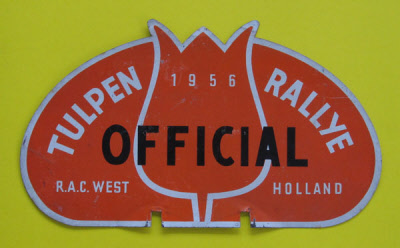 1956
TULPEN RALLYE
OFFICIAL
R.A.C. WEST HOLLAND